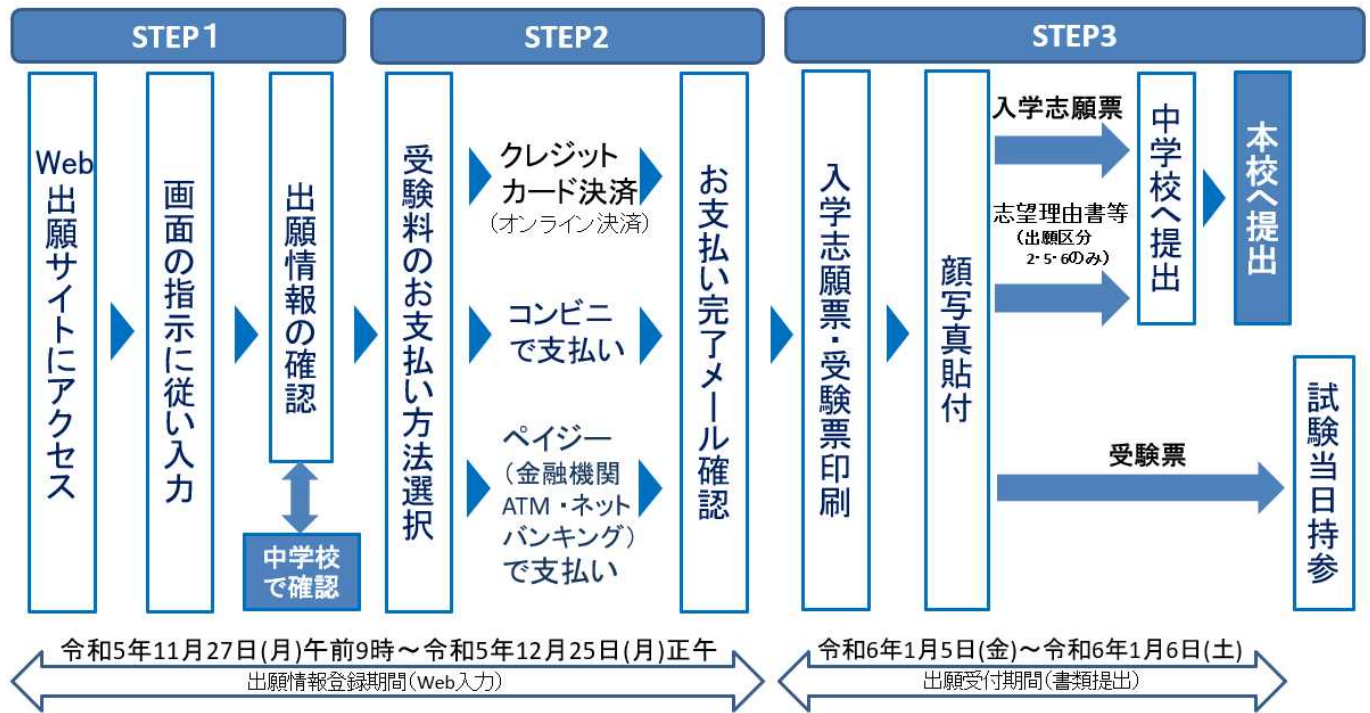 STEP1
STEP2
STEP3
Web出願サイトにアクセス
画面の指示に従い入力
出願情報の確認
中学校
で確認
受験料のお支払い方法選択
クレジット
カード決済
(オンライン決済)
コンビニ
で支払い
ペイジー
(金融機関
ATM・ネット
バンキング)
で支払い
お支払い完了メール確認
入学志願票・受験票印刷
顔写真貼付
入学志願票
志望理由書等
(出願区分
2・5・6のみ)
中学校へ提出
本校へ提出
受験票
試験当日持参
令和5年11月27日(月)午前9時～令和5年12月25日(月)正午
出願情報登録期間(Web入力)
令和6年1月5日(金)～令和6年1月6日(土)
出願受付期間(書類提出)